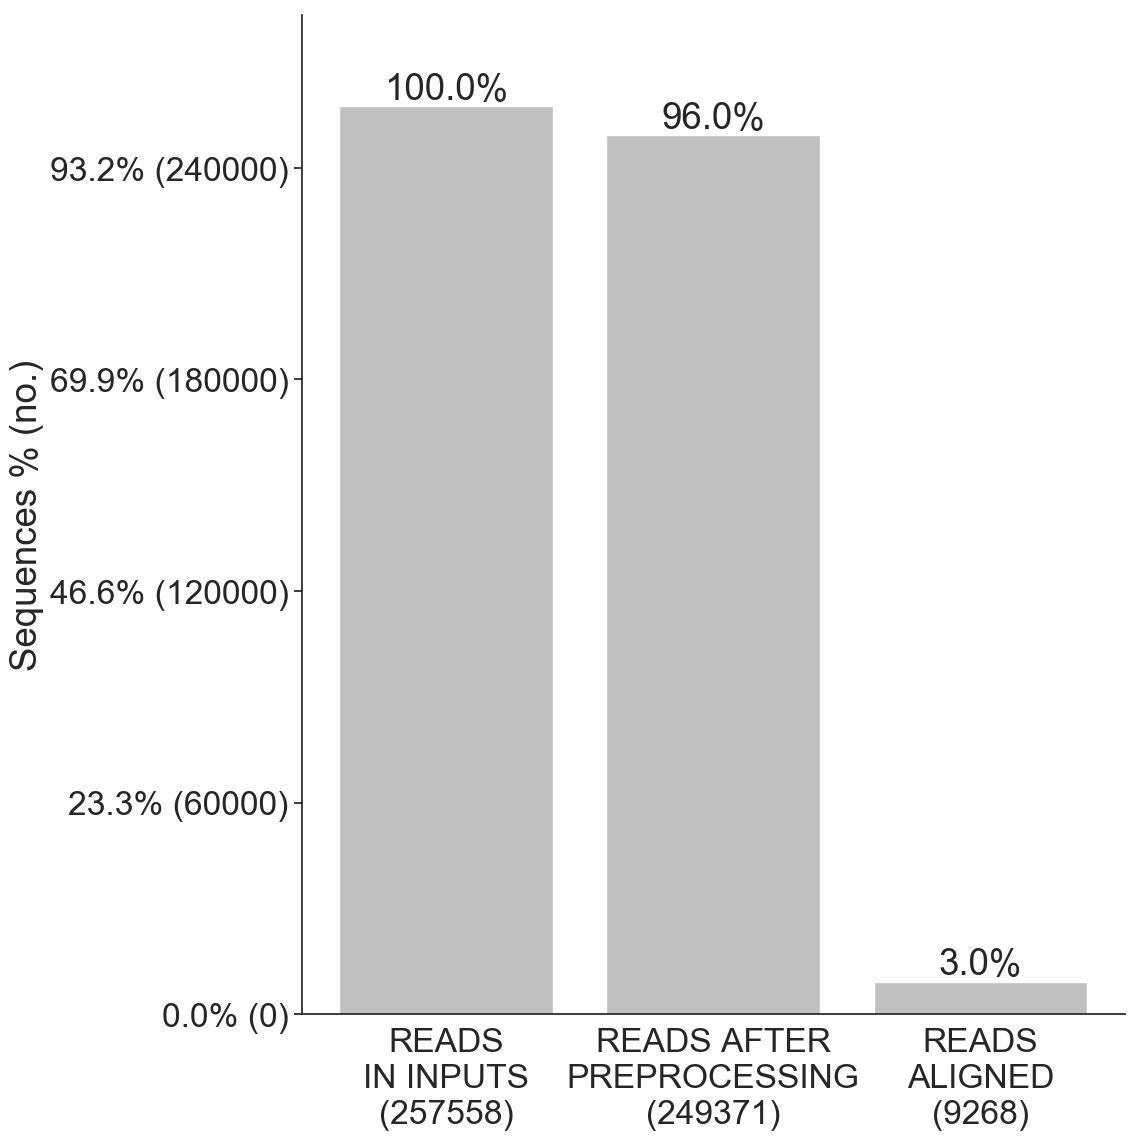 100.0%
96.0%
93.2% (240000)
69.9% (180000)
46.6% (120000)
23.3% (60000)
3.0%
0.0% (0)
Sequences % (no.)
READS
IN INPUTS
(257558)
READS AFTER
PREPROCESSING
(249371)
READS
ALIGNED
(9268)